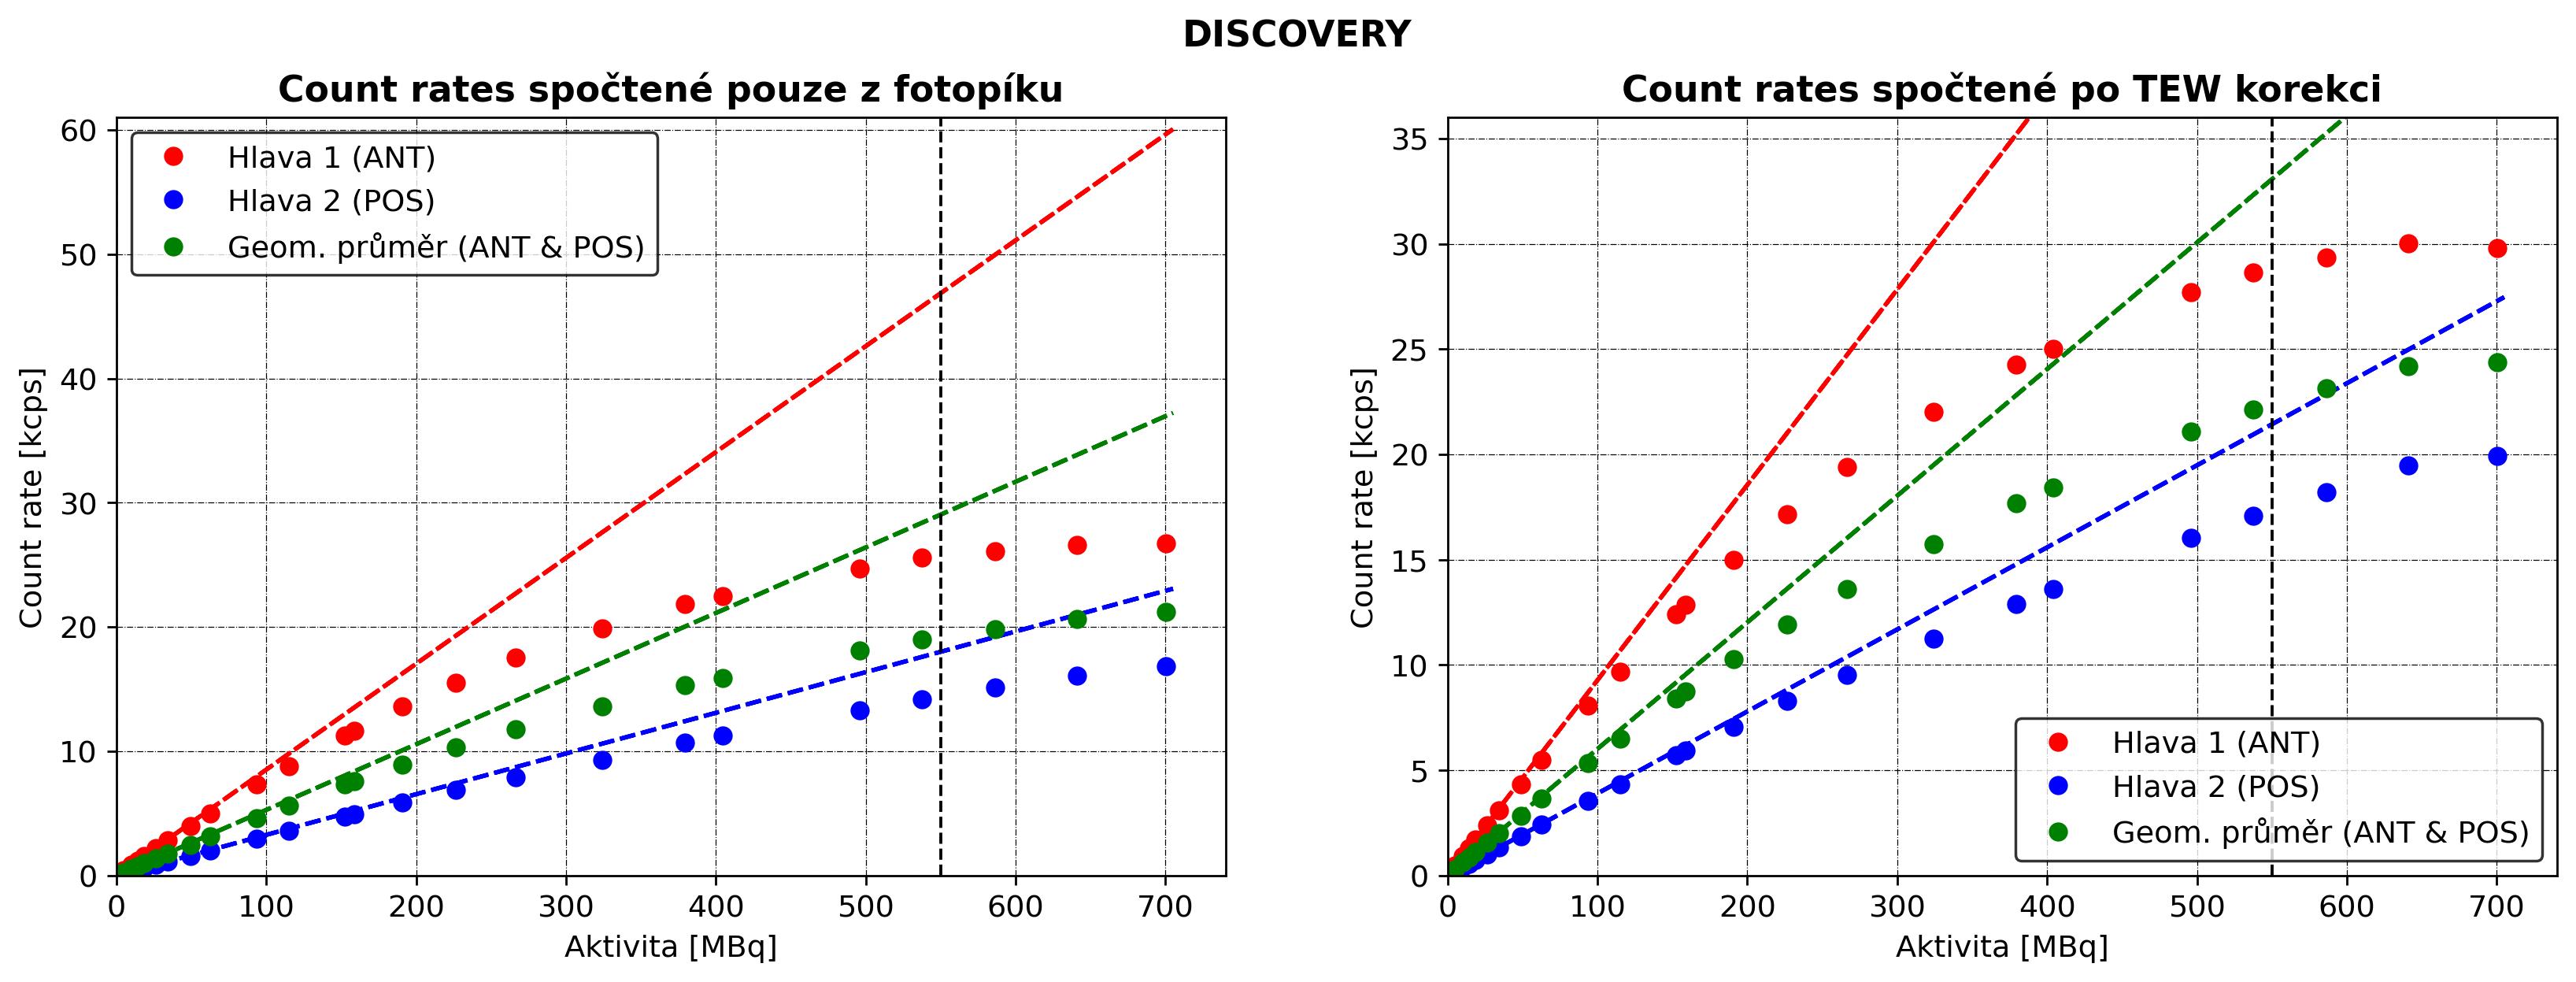 DISCOVERY
Count rates spočtené pouze z fotopíku
Count rate [kcps]
60
50
40
30
20
10
0
Hlava 1 (ANT)
Hlava 2 (POS)
Geom. průměr (ANT & POS)
0 100 200 300 400 500 600 700
Aktivita [MBq]
Count rates spočtené po TEW korekci
Count rate [kcps]
35
30
25
20
15
10
5
0
Hlava 1 (ANT)
Hlava 2 (POS)
Geom. průměr (ANT & POS)
0 100 200 300 400 500 600 700
Aktivita [MBq]